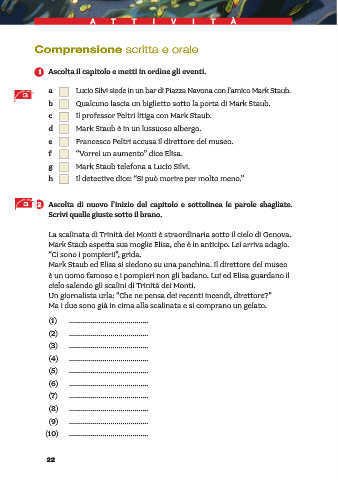 ATTIVITÀ
Comprensione scritta e orale
1 Ascolta il capitolo e metti in ordine gli eventi.
a Lucio Silvi siede in un bar di Piazza Navona con l'amico Mark Staub.
b Qualcuno lascia un biglietto sotto la porta di Mark Staub.
c Il professor Peltri litiga con Mark Staub.
d Mark Staub è in un lussuoso albergo.
e Francesco Peltri accusa il direttore del museo.
f "Vorrei un aumento" dice Elisa.
g Mark Staub telefona a Lucio Silvi.
h Il detective dice: "Si può morire per molto meno."
2 Ascolta di nuovo l'inizio del capitolo e sottolinea le parole sbagliate.
Scrivi quelle giuste sotto il brano.
La scalinata di Trinità dei Monti è straordinaria sotto il cielo di Genova.
Mark Staub aspetta sua moglie Elisa, che è in anticipo. Lei arriva adagio.
"Ci sono i pompieri!", grida.
Mark Staub ed Elisa si siedono su una panchina. Il direttore del museo
è un uomo famoso e i pompieri non gli badano. Lui ed Elisa guardano il
cielo salendo gli scalini di Trinità dei Monti.
Un giornalista urla: "Che ne pensa dei recenti incendi, direttore?"
Ma i due sono già in cima alla scalinata e si comprano un gelato.
(1) ........................................
(2) ........................................
(3) ........................................
(4) ........................................
(5) ........................................
(6) ........................................
(7) ........................................
(8) ........................................
(9) ........................................
(10) ........................................
22